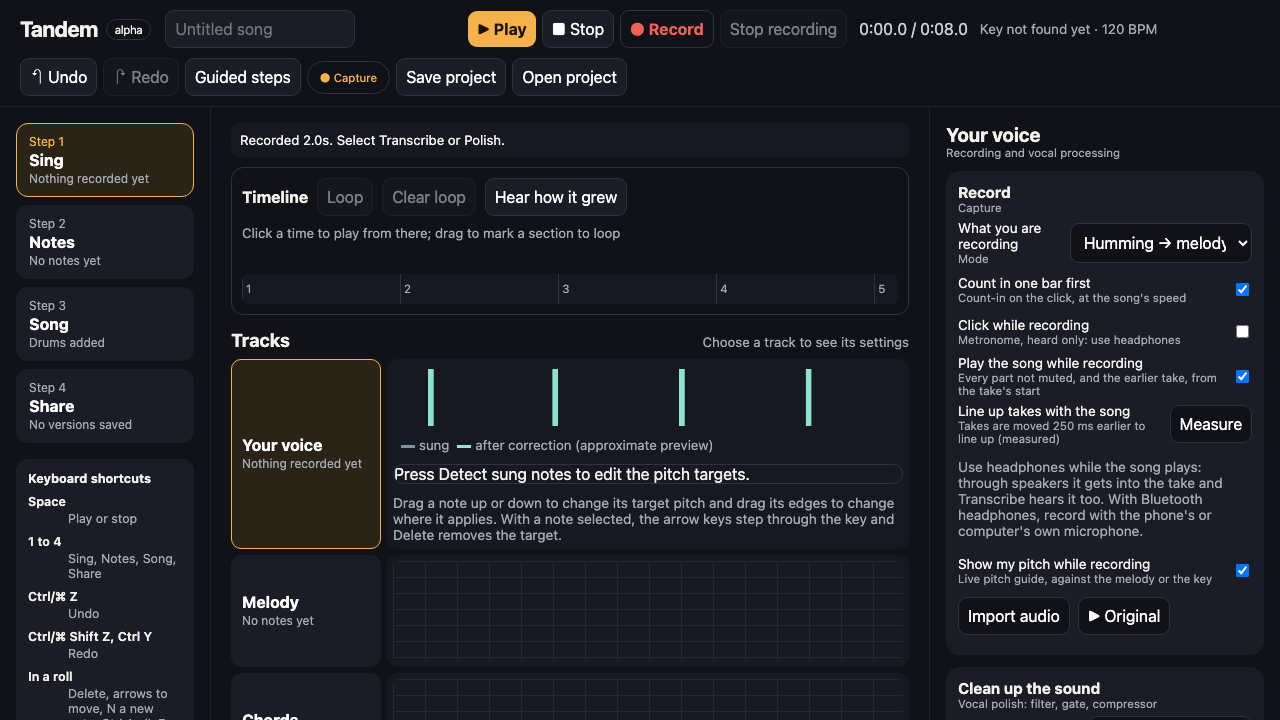 Tandem alpha Untitled song Play Stop Record Stop recording 0:00.0 / 0:08.0 Key not found yet · 120 BPM
Undo Redo Guided steps Capture Save project Open project
Step 1
Sing
Nothing recorded yet
Step 2
Notes
No notes yet
Step 3
Song
Drums added
Step 4
Share
No versions saved
Keyboard shortcuts
Space
Play or stop
1 to 4
Sing, Notes, Song,
Share
Ctrl/⌘ Z
Undo
Ctrl/⌘ Shift Z, Ctrl Y
Redo
In a roll
Delete, arrows to
move, N a new
Recorded 2.0s. Select Transcribe or Polish.
Timeline Loop Clear loop Hear how it grew
Click a time to play from there; drag to mark a section to loop
1 2 3 4 5
Tracks Choose a track to see its settings
Your voice
Nothing recorded yet
sung after correction (approximate preview)
Press Detect sung notes to edit the pitch targets.
Drag a note up or down to change its target pitch and drag its edges to change
where it applies. With a note selected, the arrow keys step through the key and
Delete removes the target.
Melody
No notes yet
Chords
Your voice
Recording and vocal processing
Record
Capture
What you are
recording
Mode
Humming → melody
Count in one bar first
Count-in on the click, at the song's speed
Click while recording
Metronome, heard only: use headphones
Play the song while recording
Every part not muted, and the earlier take, from
the take's start
Line up takes with the song
Takes are moved 250 ms earlier to
line up (measured)
Measure
Use headphones while the song plays:
through speakers it gets into the take and
Transcribe hears it too. With Bluetooth
headphones, record with the phone's or
computer's own microphone.
Show my pitch while recording
Live pitch guide, against the melody or the key
Import audio Original
Clean up the sound
Vocal polish: filter, gate, compressor